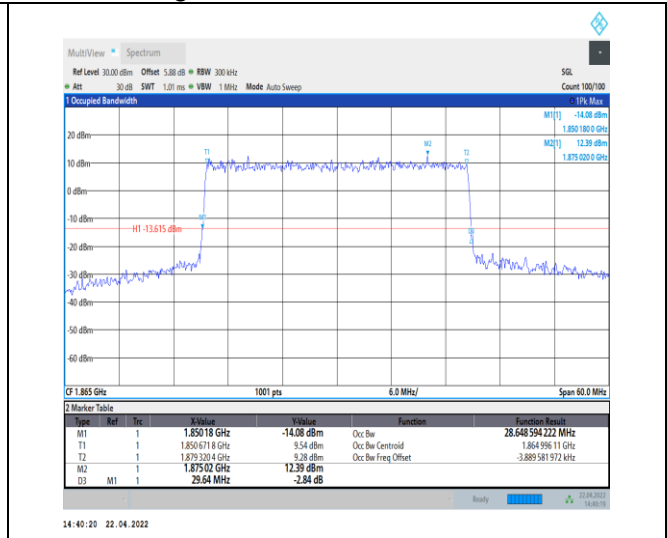 MultiView Spectrum
Ref Level 30.00 dBm Offset 5.88 dB RBW 300 kHz SGL
Att 30 dB SWT 1.01 ms VBW 1 MHz Mode Auto Sweep Count 100/100
1 Occupied Bandwidth 1Pk Max
M1[1] -14.08 dBm
1.850 180 0 GHz
M2[1] 12.39 dBm
1.875 020 0 GHz
20 dBm
M2
T1 T2
10 dBm
0 dBm
-10 dBm
M1
H1 -13.615 dBm
D3
-20 dBm
-30 dBm
-40 dBm
-50 dBm
-60 dBm
CF 1.865 GHz 1001 pts 6.0 MHz/ Span 60.0 MHz
2 Marker Table
Type Ref Trc X-Value Y-Value Function Function Result
M1 1 1.85018 GHz -14.08 dBm Occ Bw 28.648 594 222 MHz
T1 1 1.850 671 8 GHz 9.54 dBm Occ Bw Centroid 1.864 996 11 GHz
T2 1 1.879 320 4 GHz 9.28 dBm Occ Bw Freq Offset -3.889 581 972 kHz
M2 1 1.87502 GHz 12.39 dBm
D3 M1 1 29.64 MHz -2.84 dB
Ready 22.04.2022
14:40:19
14:40:20 22.04.2022